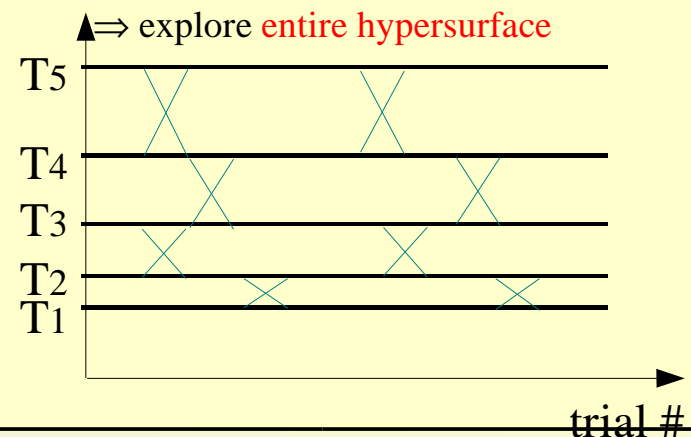 ⇒ explore entire hypersurface
T5
T4
T3
T2
T1
trial #